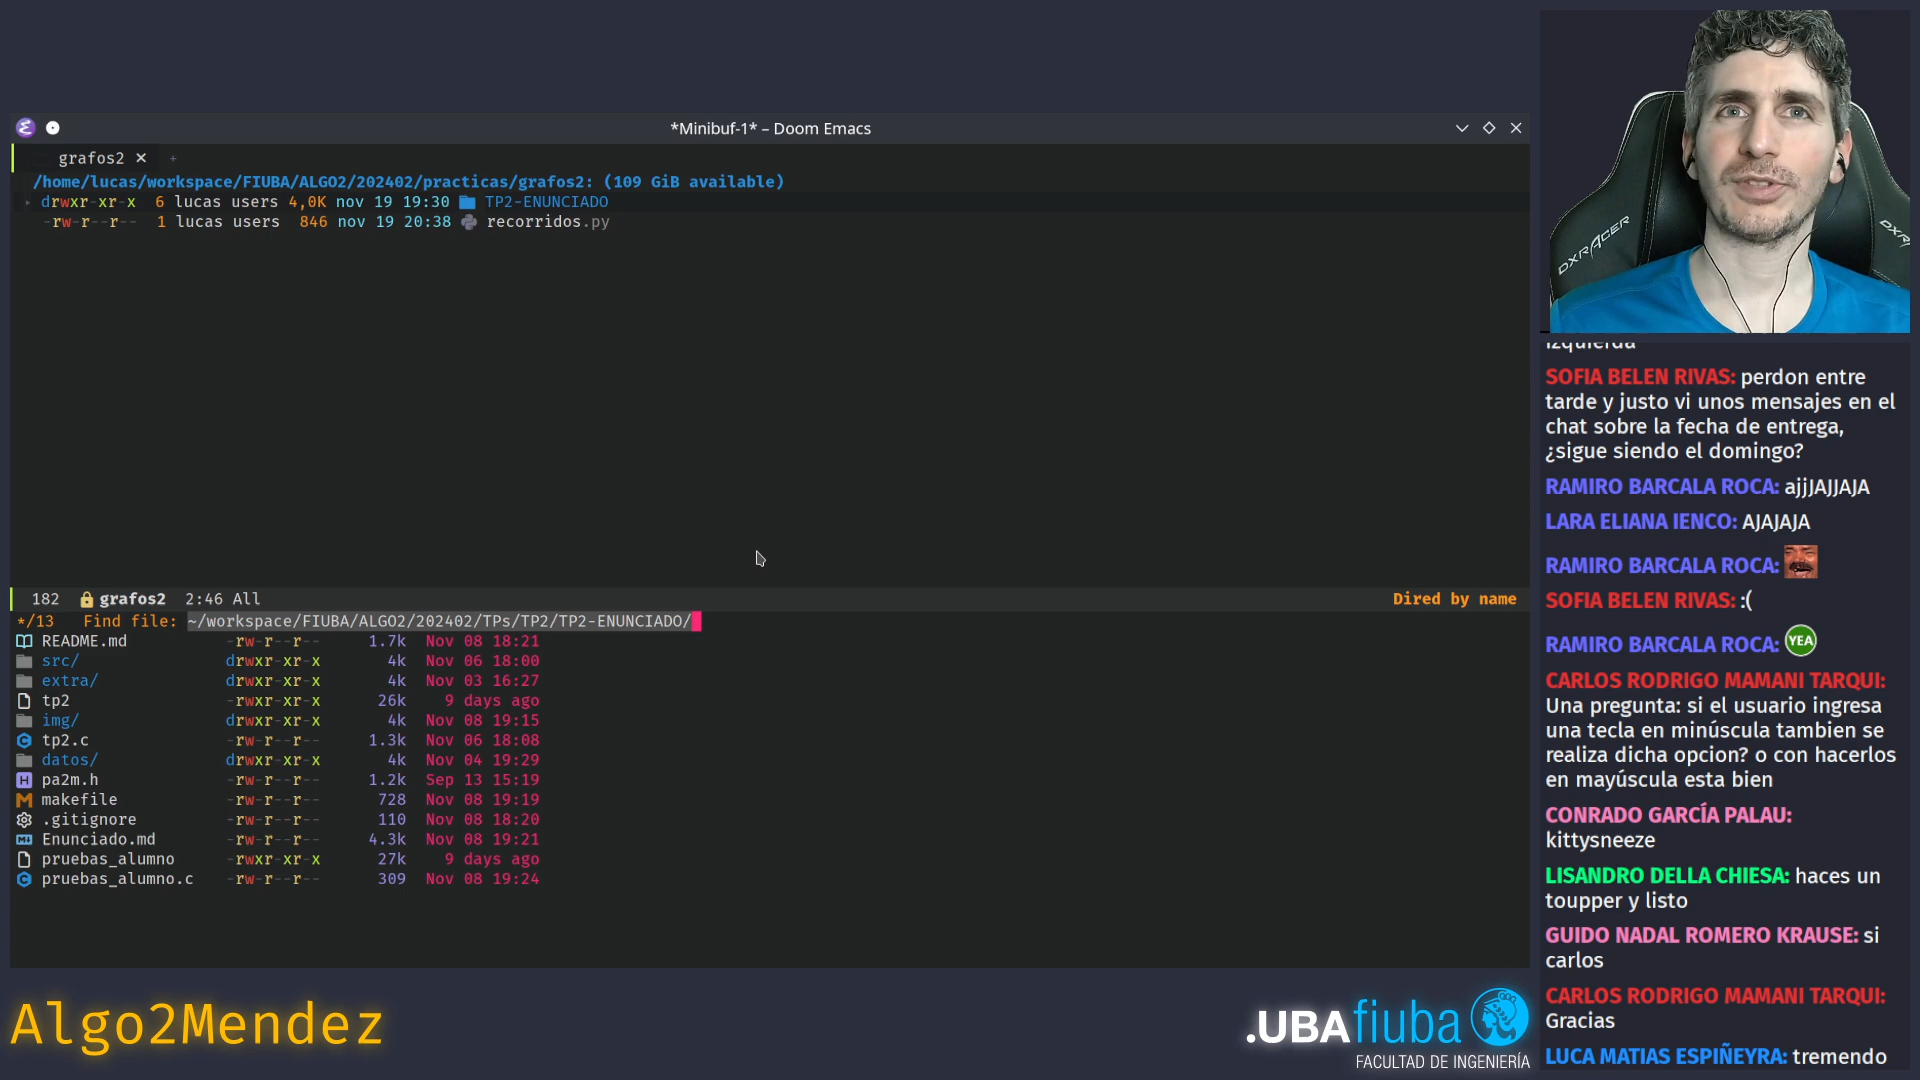 *Minibuf-1* – Doom Emacs
grafos2 × +
/home/lucas/workspace/FIUBA/ALGO2/202402/practicas/grafos2: (109 GiB available)
drwxr-xr-x 6 lucas users 4,0K nov 19 19:30 TP2-ENUNCIADO
-rw-r--r-- 1 lucas users 846 nov 19 20:38 recorridos.py
182 grafos2 2:46 All Dired by name
*/13 Find file: ~/workspace/FIUBA/ALGO2/202402/TPs/TP2/TP2-ENUNCIADO/
README.md -rw-r--r-- 1.7k Nov 08 18:21
src/ drwxr-xr-x 4k Nov 06 18:00
extra/ drwxr-xr-x 4k Nov 03 16:27
tp2 -rwxr-xr-x 26k 9 days ago
img/ drwxr-xr-x 4k Nov 08 19:15
tp2.c -rw-r--r-- 1.3k Nov 06 18:08
datos/ drwxr-xr-x 4k Nov 04 19:29
pa2m.h -rw-r--r-- 1.2k Sep 13 15:19
makefile -rw-r--r-- 728 Nov 08 19:19
.gitignore -rw-r--r-- 110 Nov 08 18:20
Enunciado.md -rw-r--r-- 4.3k Nov 08 19:21
pruebas_alumno -rwxr-xr-x 27k 9 days ago
pruebas_alumno.c -rw-r--r-- 309 Nov 08 19:24
Algo2Mendez
.UBAfiuba
FACULTAD DE INGENIERÍA
DXRACER
izquierda
SOFIA BELEN RIVAS: perdon entre
tarde y justo vi unos mensajes en el
chat sobre la fecha de entrega,
¿sigue siendo el domingo?
RAMIRO BARCALA ROCA: ajjJAJJAJA
LARA ELIANA IENCO: AJAJAJA
RAMIRO BARCALA ROCA:
SOFIA BELEN RIVAS: :(
RAMIRO BARCALA ROCA: YEA
CARLOS RODRIGO MAMANI TARQUI:
Una pregunta: si el usuario ingresa
una tecla en minúscula tambien se
realiza dicha opcion? o con hacerlos
en mayúscula esta bien
CONRADO GARCÍA PALAU:
kittysneeze
LISANDRO DELLA CHIESA: haces un
toupper y listo
GUIDO NADAL ROMERO KRAUSE: si
carlos
CARLOS RODRIGO MAMANI TARQUI:
Gracias
LUCA MATIAS ESPIÑEYRA: tremendo